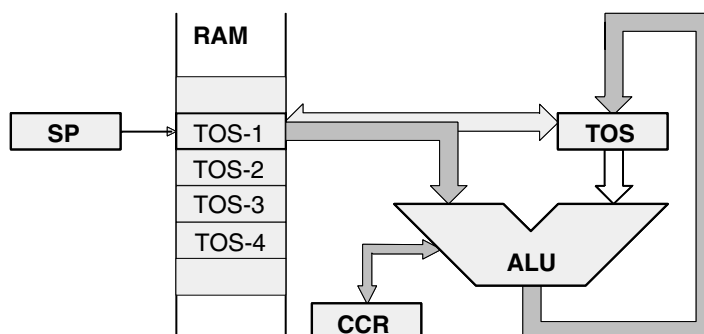 RAM
SP
TOS-1
TOS
TOS-2
TOS-3
TOS-4
ALU
CCR